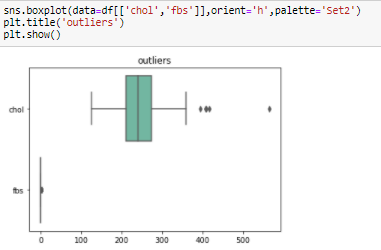 sns.boxplot(data=df[['chol','fbs']],orient='h',palette='Set2')
plt.title('outliers')
plt.show()
outliers
chol
fbs
0 100 200 300 400 500